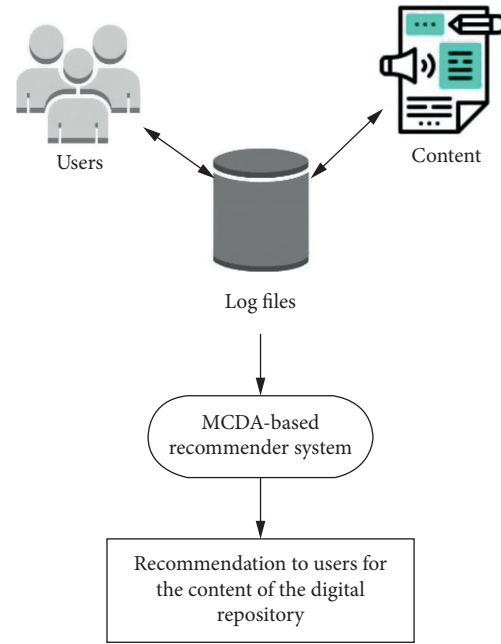 Users
Content
Log files
MCDA-based
recommender system
Recommendation to users for
the content of the digital
repository